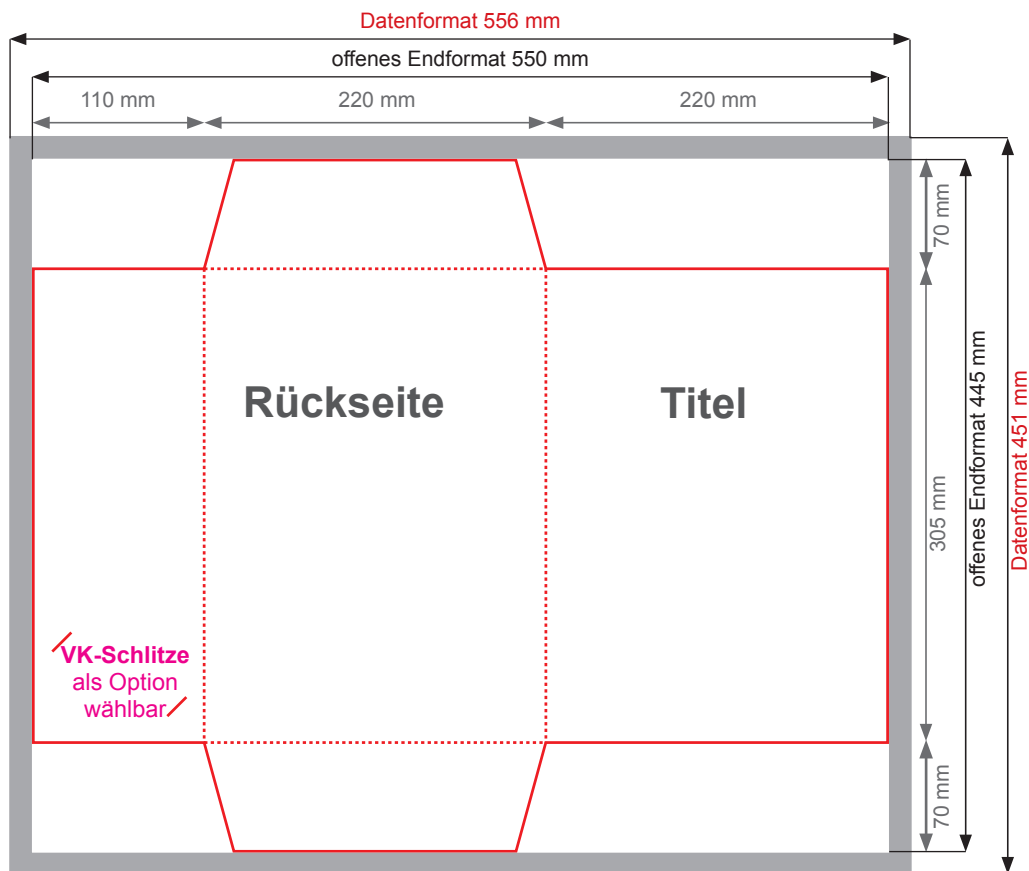 Datenformat 556 mm
offenes Endformat 550 mm
110 mm
220 mm
220 mm
70 mm
Rückseite
Titel
305 mm
offenes Endformat 445 mm
Datenformat 451 mm
VK-Schlitze
als Option
wählbar
70 mm